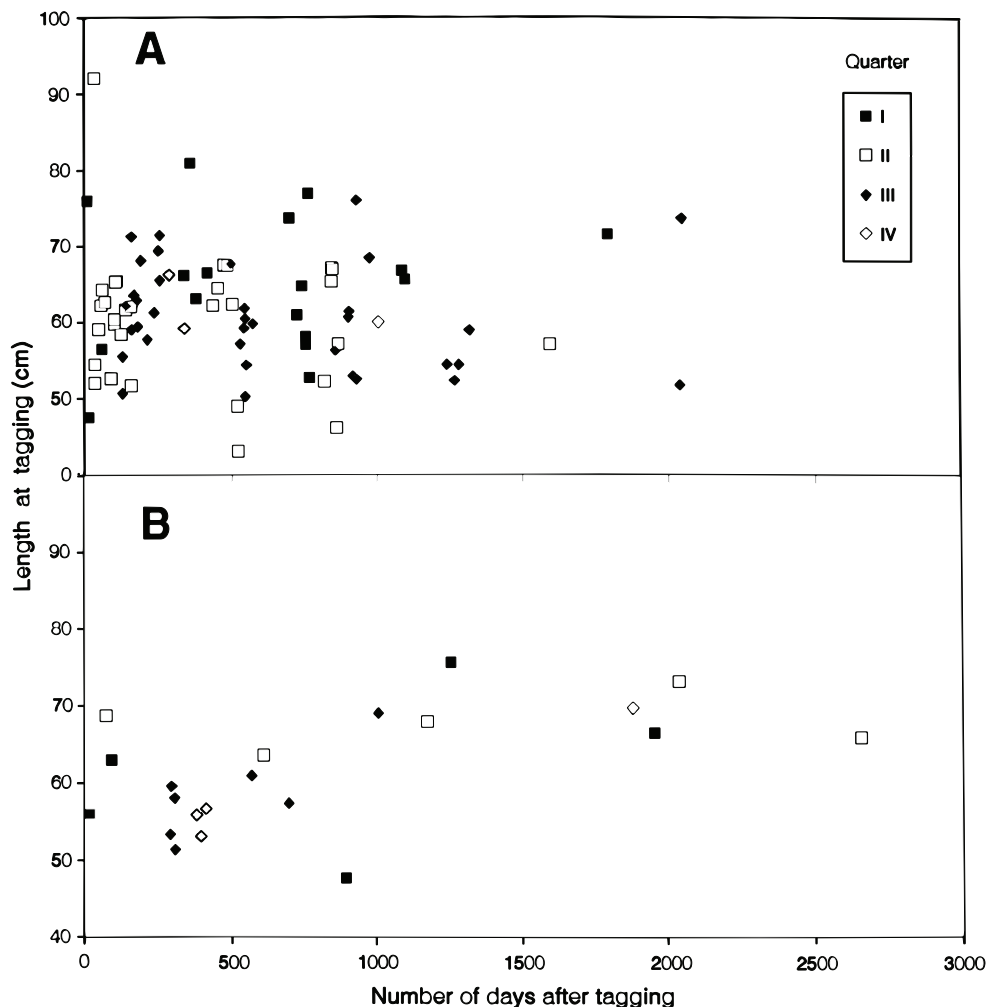 100
A
Quarter
90
I
80
II
III
70
IV
60
50
0
Length at tagging (cm)
B
90
80
70
60
50
40
0 500 1000 1500 2000 2500 3000
Number of days after tagging